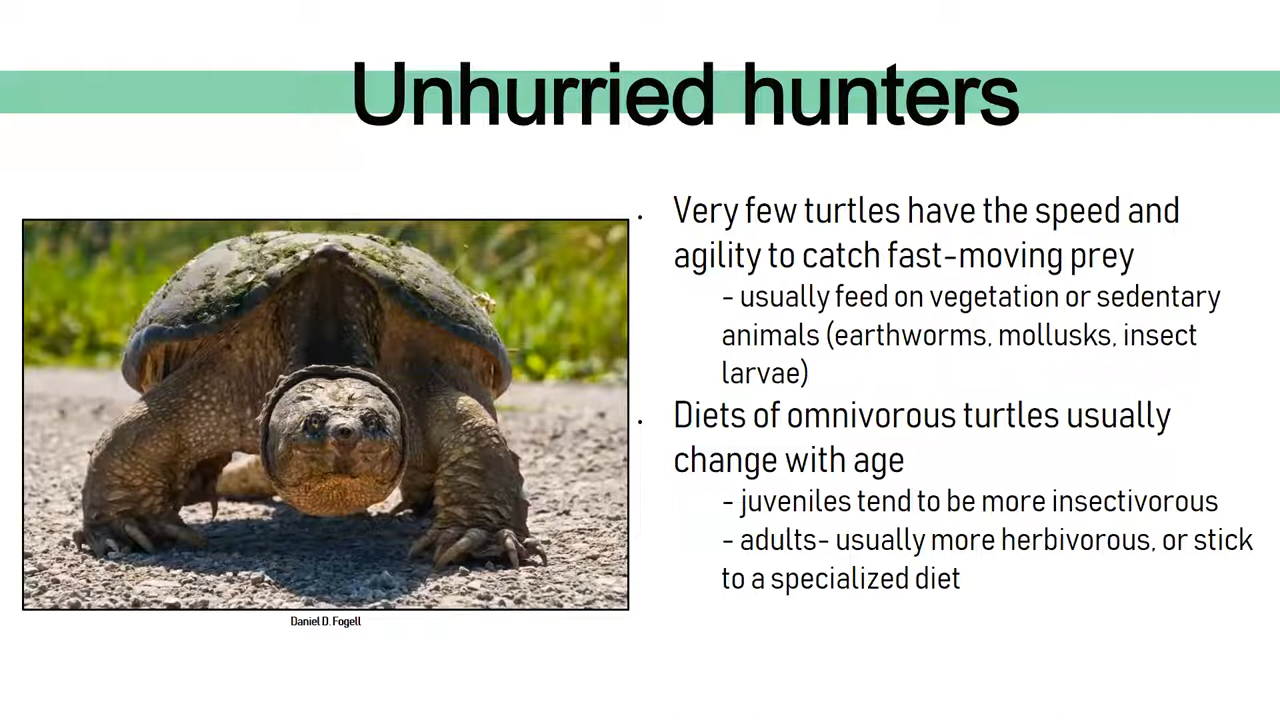 Unhurried hunters
• Very few turtles have the speed and
agility to catch fast-moving prey
- usually feed on vegetation or sedentary
animals (earthworms, mollusks, insect
larvae)
• Diets of omnivorous turtles usually
change with age
- juveniles tend to be more insectivorous
- adults- usually more herbivorous, or stick
to a specialized diet
Daniel D. Fogell